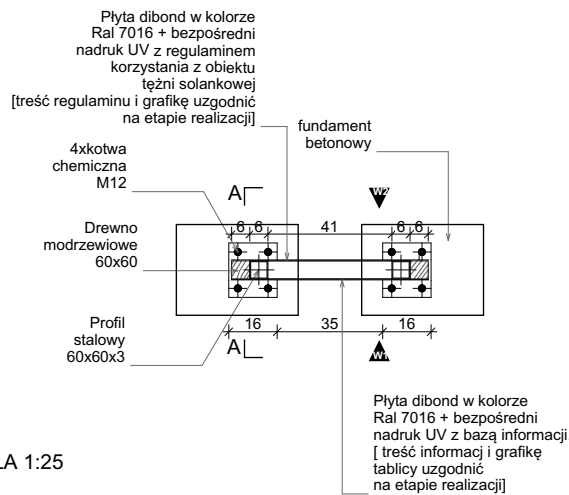 Płyta dibond w kolorze
Ral 7016 + bezpośredni
nadruk UV z regulaminem
korzystania z obiektu
tężni solankowej
[treść regulaminu i grafikę uzgodnić
na etapie realizacji]
fundament
betonowy
4xkotwa
chemiczna
M12
A
W2
6 6 41 6 6
Drewno
modrzewiowe
60x60
16 35 16
Profil
stalowy
60x60x3
A
W1
Płyta dibond w kolorze
Ral 7016 + bezpośredni
nadruk UV z bazą informacji
[ treść informacj i grafikę
tablicy uzgodnić
na etapie realizacji]
LA 1:25